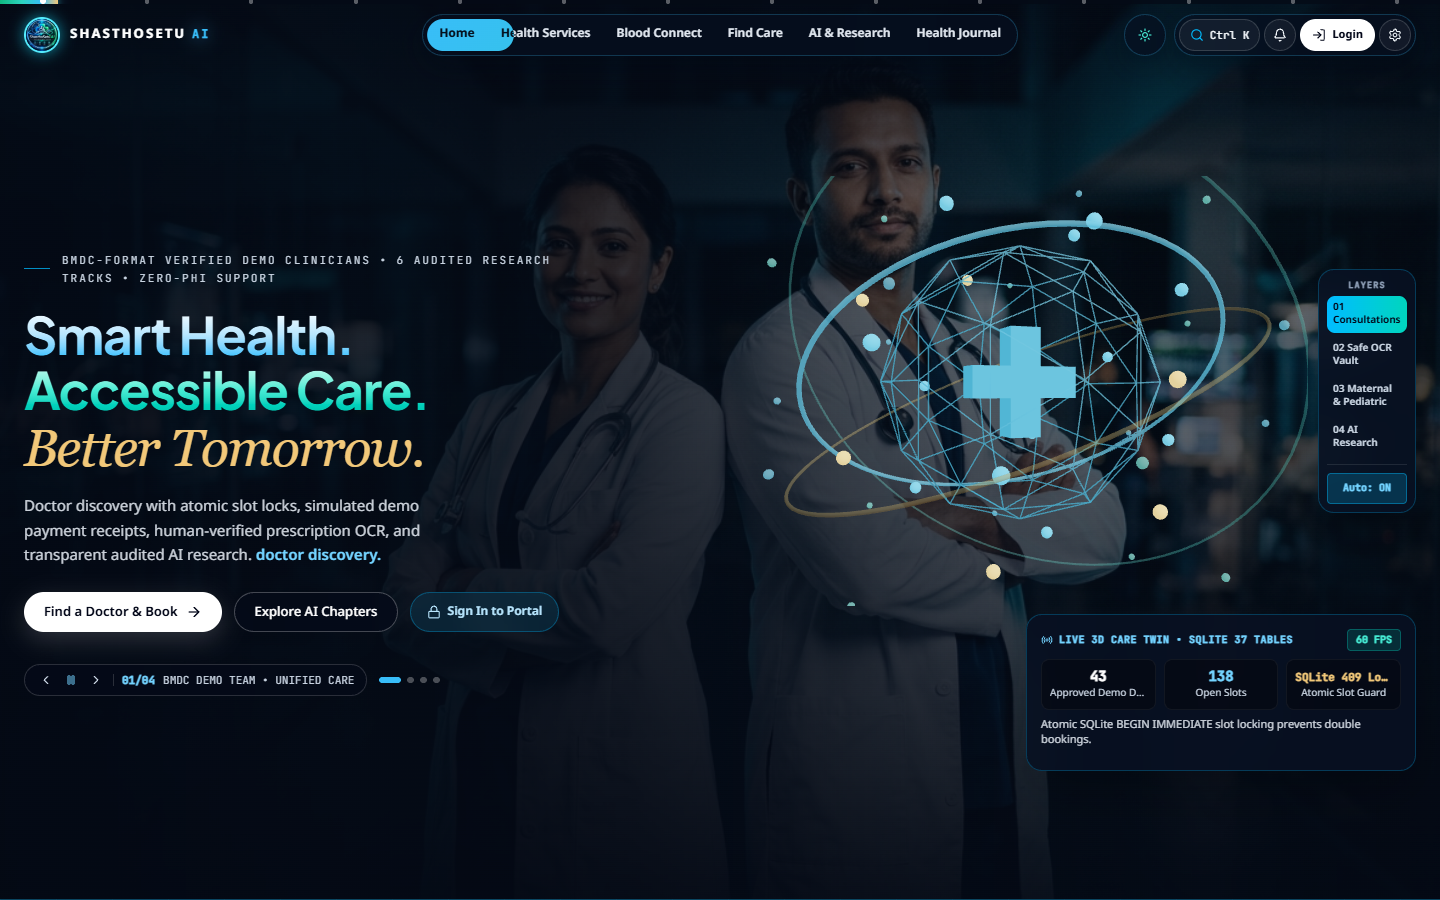 SHASTHOSETU AI
Home Health Services Blood Connect Find Care AI & Research Health Journal
Ctrl K
Login
BMDC-FORMAT VERIFIED DEMO CLINICIANS • 6 AUDITED RESEARCH
TRACKS • ZERO-PHI SUPPORT
Smart Health.
Accessible Care.
Better Tomorrow.
Doctor discovery with atomic slot locks, simulated demo
payment receipts, human-verified prescription OCR, and
transparent audited AI research. doctor discovery.
Find a Doctor & Book
Explore AI Chapters
Sign In to Portal
01/04 BMDC DEMO TEAM • UNIFIED CARE
LAYERS
01
Consultations
02 Safe OCR
Vault
03 Maternal
& Pediatric
04 AI
Research
Auto: ON
LIVE 3D CARE TWIN • SQLITE 37 TABLES
60 FPS
43
Approved Demo D...
138
Open Slots
SQLite 409 Lo…
Atomic Slot Guard
Atomic SQLite BEGIN IMMEDIATE slot locking prevents double
bookings.